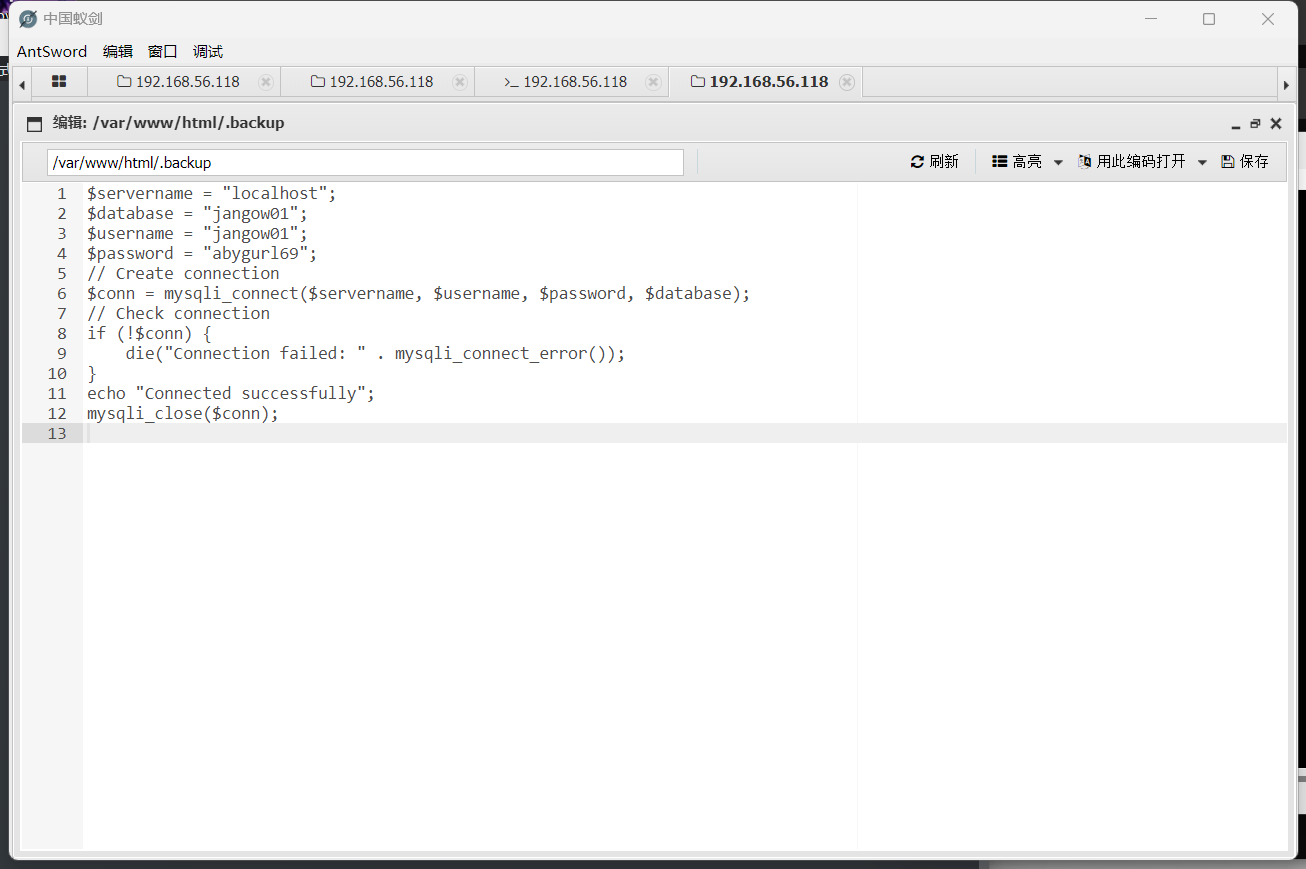 中国蚁剑
AntSword 编辑 窗口 调试
192.168.56.118 192.168.56.118 >_ 192.168.56.118 192.168.56.118
编辑: /var/www/html/.backup
/var/www/html/.backup 刷新 高亮 用此编码打开 保存
1 $servername = "localhost";
2 $database = "jangow01";
3 $username = "jangow01";
4 $password = "abygurl69";
5 // Create connection
6 $conn = mysqli_connect($servername, $username, $password, $database);
7 // Check connection
8 if (!$conn) {
9     die("Connection failed: " . mysqli_connect_error());
10 }
11 echo "Connected successfully";
12 mysqli_close($conn);
13